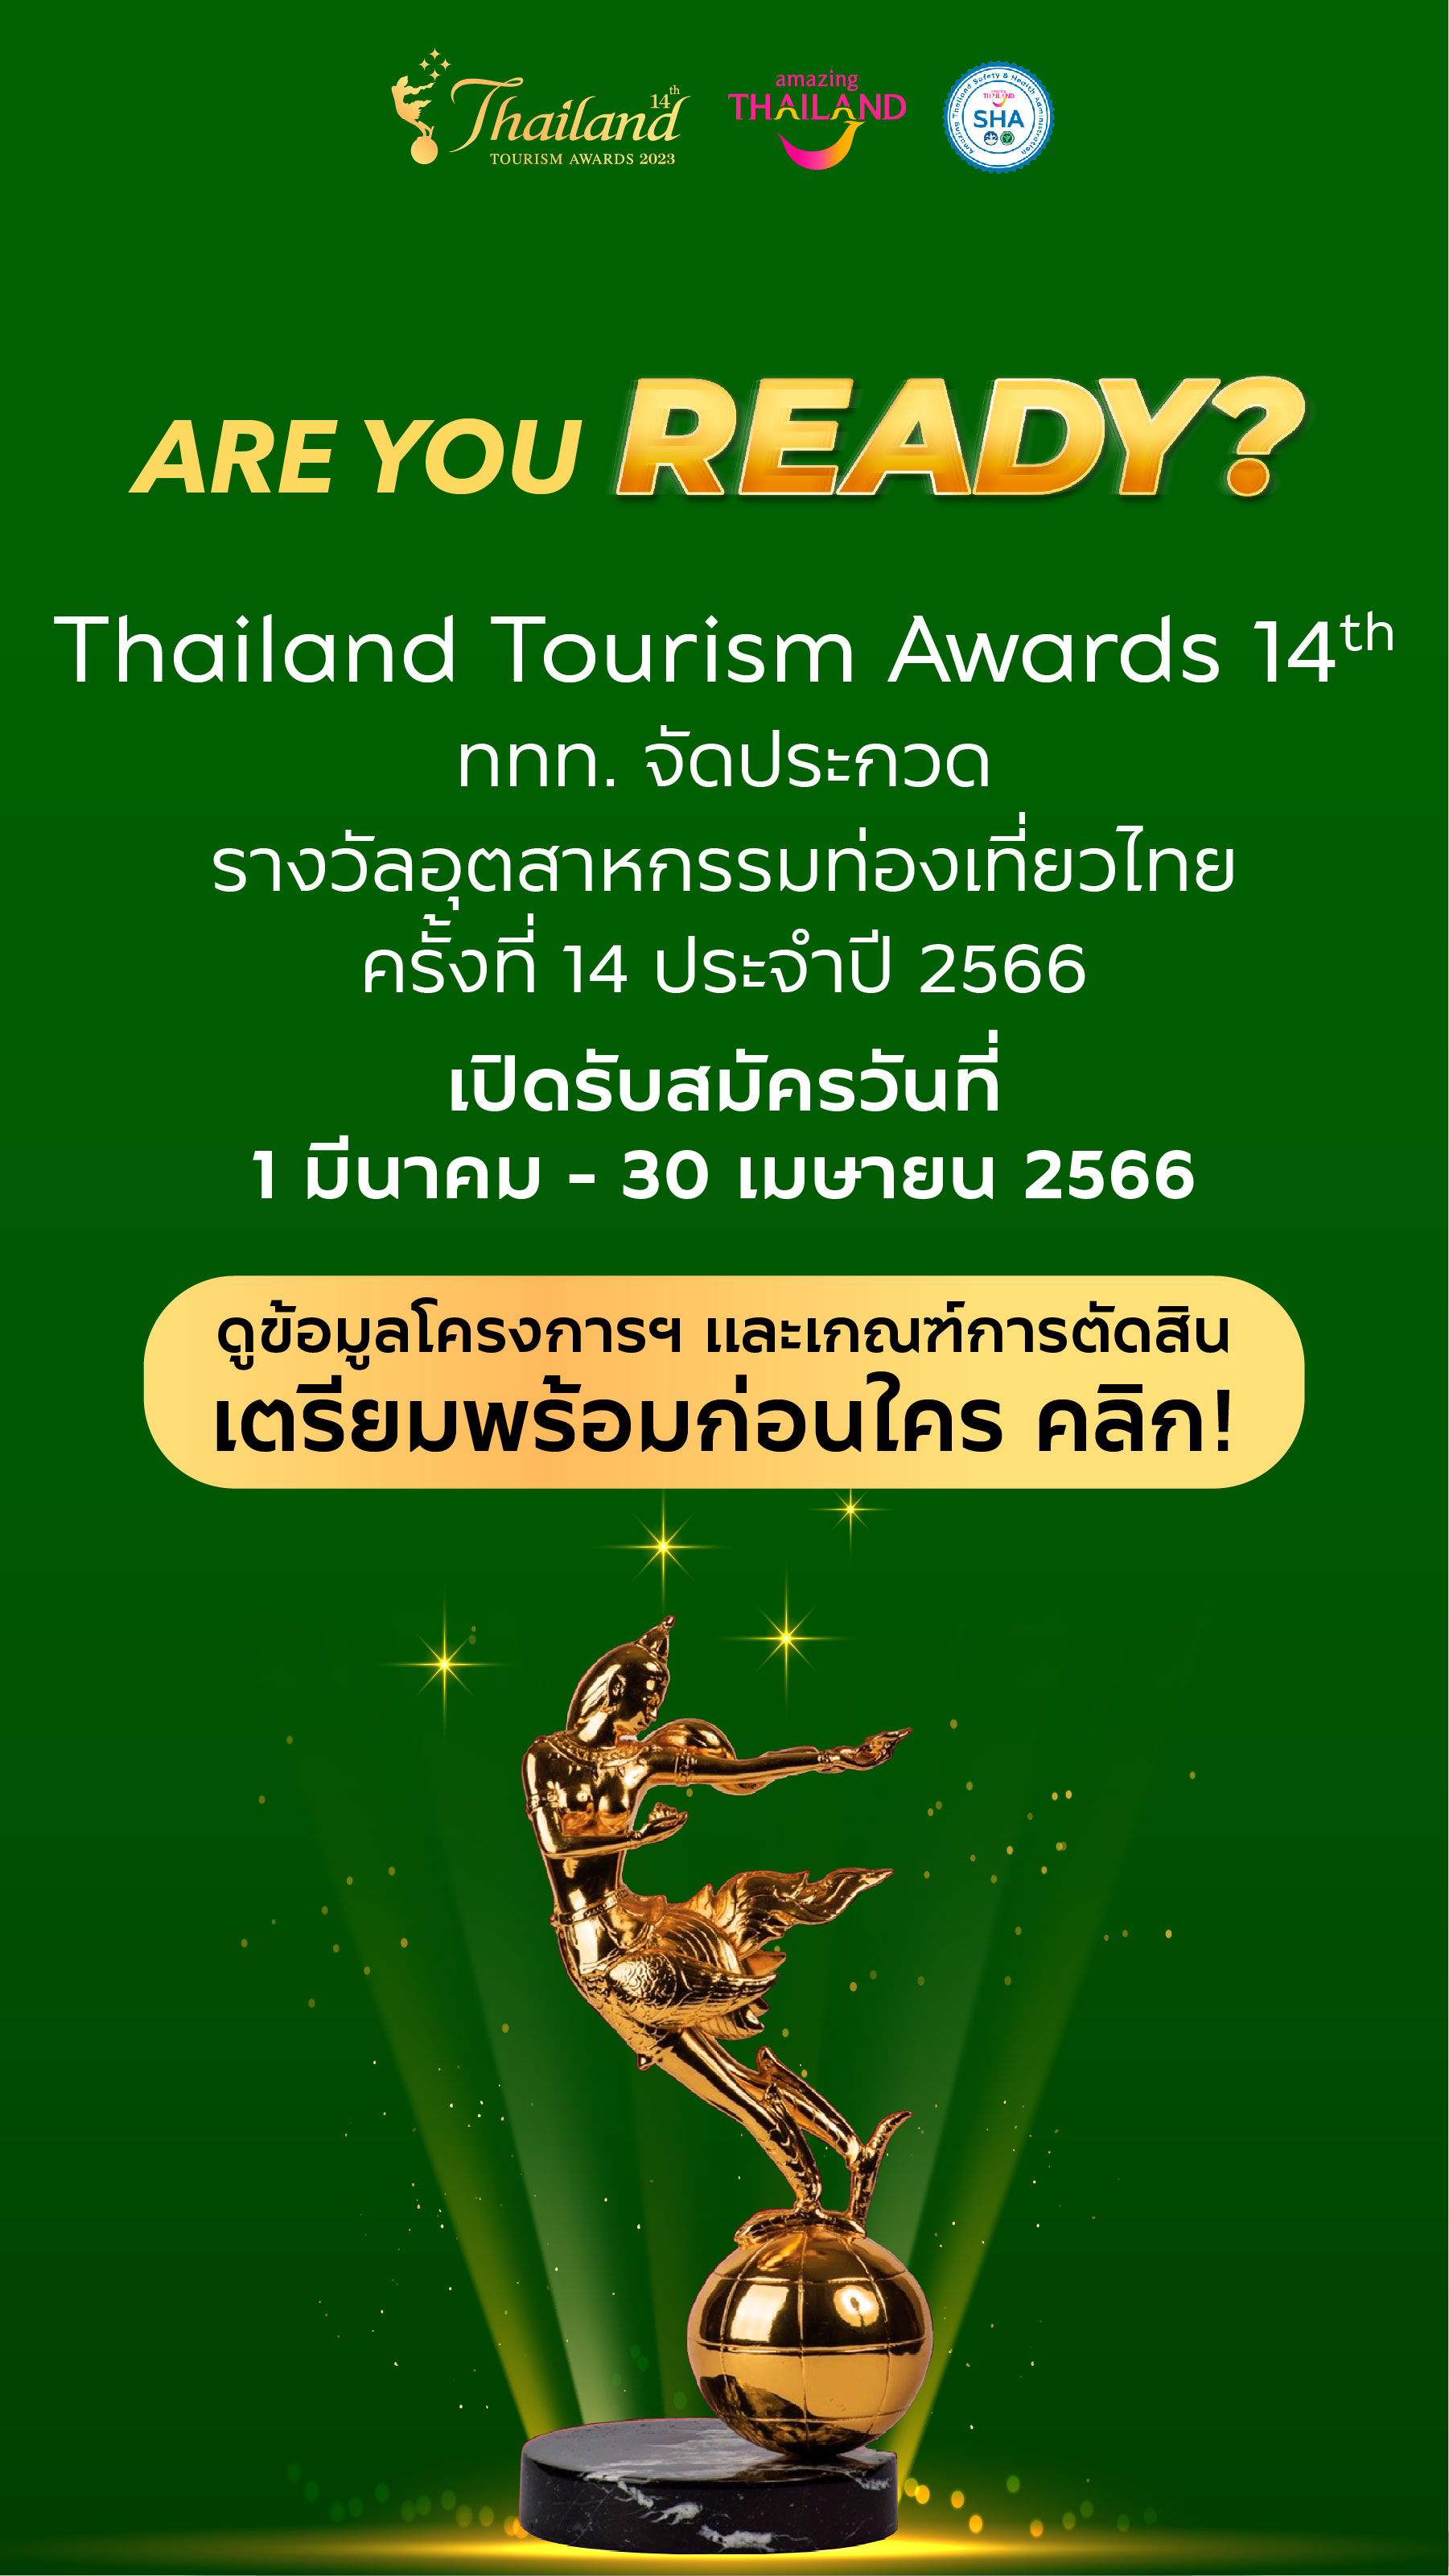 Thailand 14th
TOURISM AWARDS 2023
amazing
THAILAND
Amazing Thailand Safety & Health Administration
amazing
THAILAND
SHA
ARE YOU READY?
Thailand Tourism Awards 14th
ททท. จัดประกวด
รางวัลอุตสาหกรรมท่องเที่ยวไทย
ครั้งที่ 14 ประจำปี 2566
เปิดรับสมัครวันที่
1 มีนาคม - 30 เมษายน 2566
ดูข้อมูลโครงการฯ และเกณฑ์การตัดสิน
เตรียมพร้อมก่อนใคร คลิก!